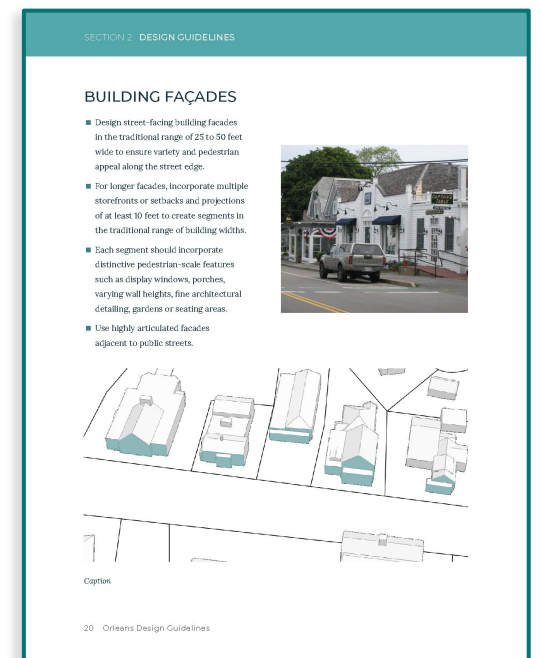 SECTION 2 DESIGN GUIDELINES
BUILDING FAÇADES
■ Design street-facing building facades
in the traditional range of 25 to 50 feet
wide to ensure variety and pedestrian
appeal along the street edge.
■ For longer facades, incorporate multiple
storefronts or setbacks and projections
of at least 10 feet to create segments in
the traditional range of building widths.
■ Each segment should incorporate
distinctive pedestrian-scale features
such as display windows, porches,
varying wall heights, fine architectural
detailing, gardens or seating areas.
■ Use highly articulated facades
adjacent to public streets.
CAPTAIN'S
TABLE
Caption
20 Orleans Design Guidelines